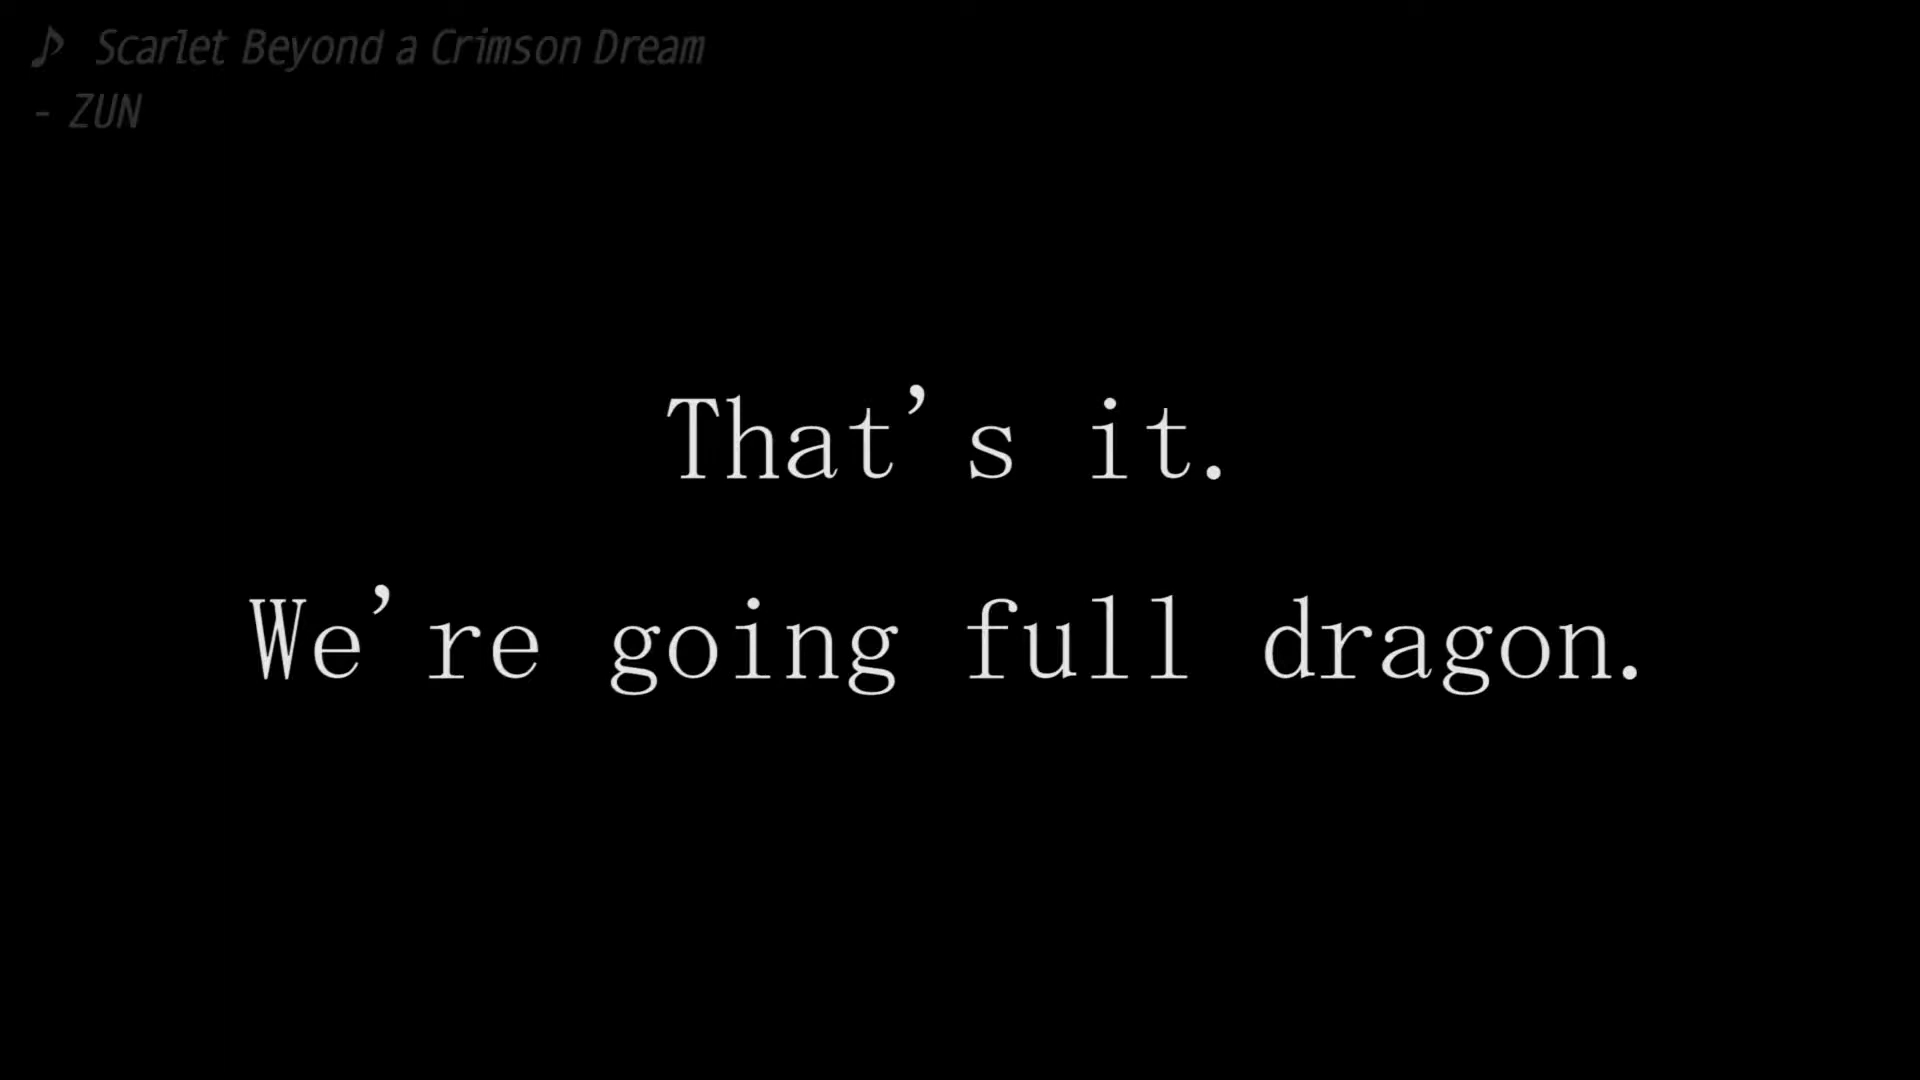 ♪ Scarlet Beyond a Crimson Dream
- ZUN
That's it.
We're going full dragon.